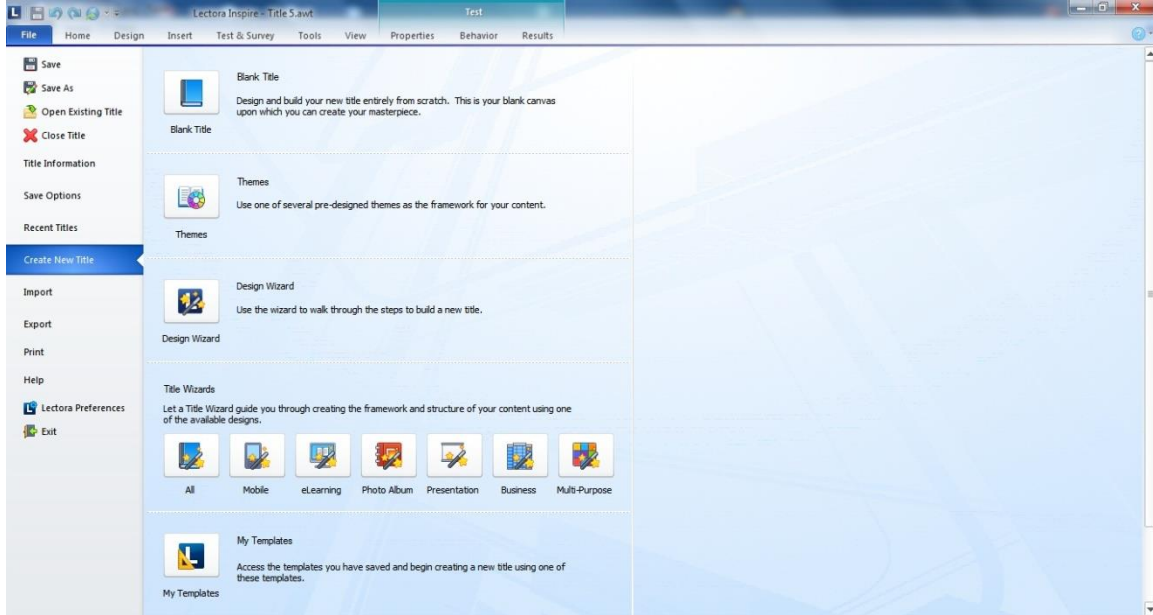 Lectora Inspire - Title 5.awt
Test
File Home Design Insert Test & Survey Tools View Properties Behavior Results
Save
Save As
Open Existing Title
Close Title
Title Information
Save Options
Recent Titles
Create New Title
Import
Export
Print
Help
Lectora Preferences
Exit
Blank Title
Design and build your new title entirely from scratch. This is your blank canvas
upon which you can create your masterpiece.
Blank Title
Themes
Use one of several pre-designed themes as the framework for your content.
Themes
Design Wizard
Use the wizard to walk through the steps to build a new title.
Design Wizard
Title Wizards
Let a Title Wizard guide you through creating the framework and structure of your content using one
of the available designs.
All Mobile eLearning Photo Album Presentation Business Multi-Purpose
My Templates
Access the templates you have saved and begin creating a new title using one of
these templates.
My Templates